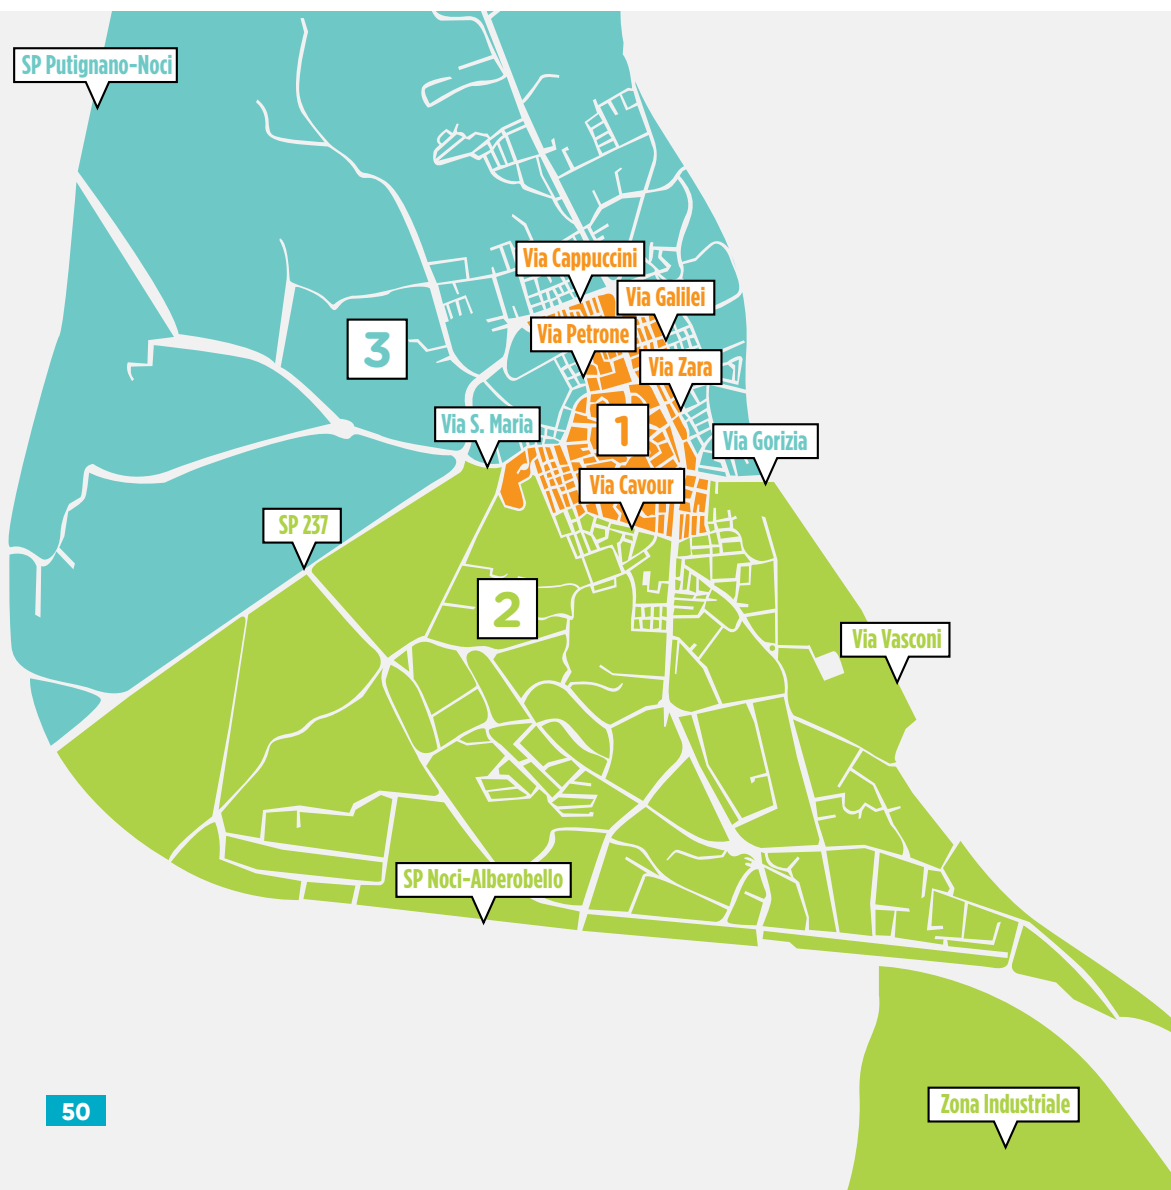 SP Putignano-Noci
Via Cappuccini
Via Galilei
Via Petrone
3
Via Zara
Via S. Maria
1
Via Gorizia
Via Cavour
SP 237
2
Via Vasconi
SP Noci-Alberobello
Zona Industriale
50